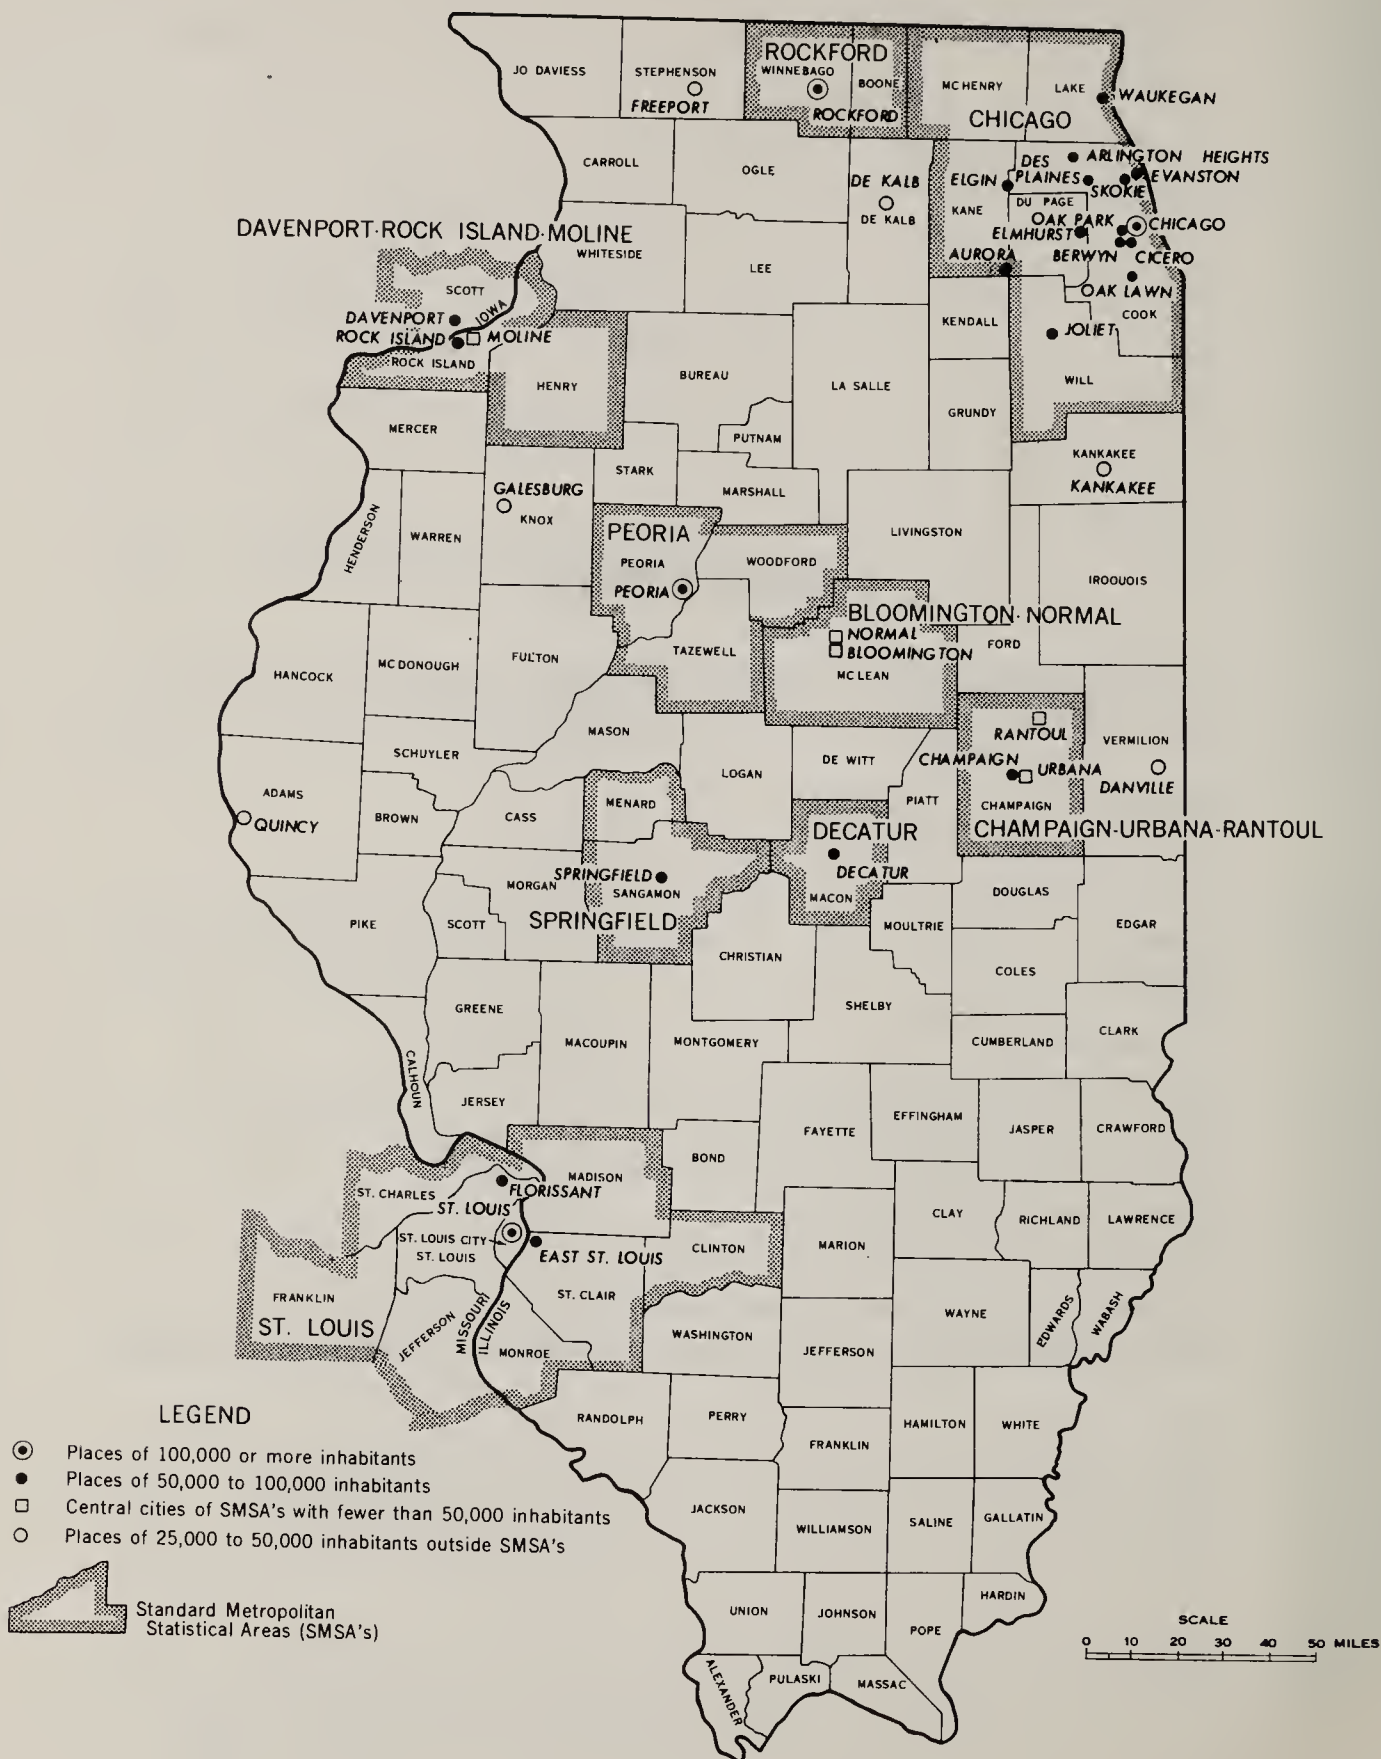 ROCKFORD
JO DAVIESS
STEPHENSON
WINNEBAGO
BOONE
MCHENRY
LAKE
FREEPORT
ROCKFORD
WAUKEGAN
CHICAGO
CARROLL
OGLE
DE KALB
DE KALB
ELGIN
DES
PLAINES
ARLINGTON HEIGHTS
EVANSTON
SKOKIE
KANE
DU PAGE
OAK PARK
CHICAGO
ELMHURST
BERWYN
CICERO
AURORA
OAK LAWN
COOK
DAVENPORT-ROCK ISLAND-MOLINE
WHITESIDE
LEE
SCOTT
IOWA
DAVENPORT
ROCK ISLAND
MOLINE
ROCK ISLAND
HENRY
BUREAU
LA SALLE
KENDALL
JOLIET
WILL
GRUNDY
MERCER
PUTNAM
STARK
MARSHALL
KANKAKEE
KANKAKEE
GALESBURG
KNOX
HENDERSON
WARREN
PEORIA
PEORIA
PEORIA
WOODFORD
LIVINGSTON
IROQUOIS
BLOOMINGTON-NORMAL
NORMAL
BLOOMINGTON
MCLEAN
FORD
TAZEWELL
HANCOCK
MCDONOUGH
FULTON
MASON
SCHUYLER
LOGAN
DE WITT
RANTOUL
CHAMPAIGN
URBANA
CHAMPAIGN
VERMILION
DANVILLE
CHAMPAIGN-URBANA-RANTOUL
PIATT
ADAMS
QUINCY
BROWN
CASS
MENARD
DECATUR
DECATUR
MACON
SPRINGFIELD
SANGAMON
SPRINGFIELD
MORGAN
PIKE
SCOTT
CHRISTIAN
MOULTRIE
DOUGLAS
EDGAR
COLES
GREENE
MACOUPIN
MONTGOMERY
SHELBY
CUMBERLAND
CLARK
CALHOUN
JERSEY
FAYETTE
EFFINGHAM
JASPER
CRAWFORD
BOND
MADISON
ST. CHARLES
FLORISSANT
ST. LOUIS
ST. LOUIS CITY
ST. LOUIS
EAST ST. LOUIS
CLINTON
MARION
CLAY
RICHLAND
LAWRENCE
FRANKLIN
ST. LOUIS
JEFFERSON
MISSOURI
ILLINOIS
MONROE
ST. CLAIR
WASHINGTON
JEFFERSON
WAYNE
EDWARDS
WABASH
RANDOLPH
PERRY
FRANKLIN
HAMILTON
WHITE
JACKSON
WILLIAMSON
SALINE
GALLATIN
UNION
JOHNSON
POPE
HARDIN
ALEXANDER
PULASKI
MASSAC
LEGEND
Places of 100,000 or more inhabitants
Places of 50,000 to 100,000 inhabitants
Central cities of SMSA's with fewer than 50,000 inhabitants
Places of 25,000 to 50,000 inhabitants outside SMSA's
Standard Metropolitan
Statistical Areas (SMSA's)
SCALE
0 10 20 30 40 50 MILES